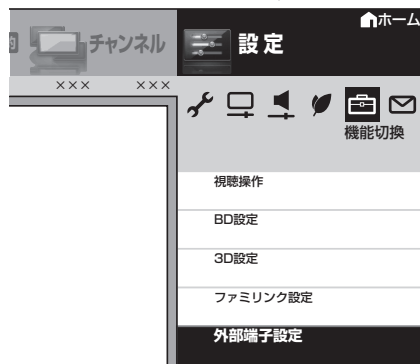 チャンネル
設定
ホーム
××× ×××
機能切換
視聴操作
BD設定
3D設定
ファミリンク設定
外部端子設定